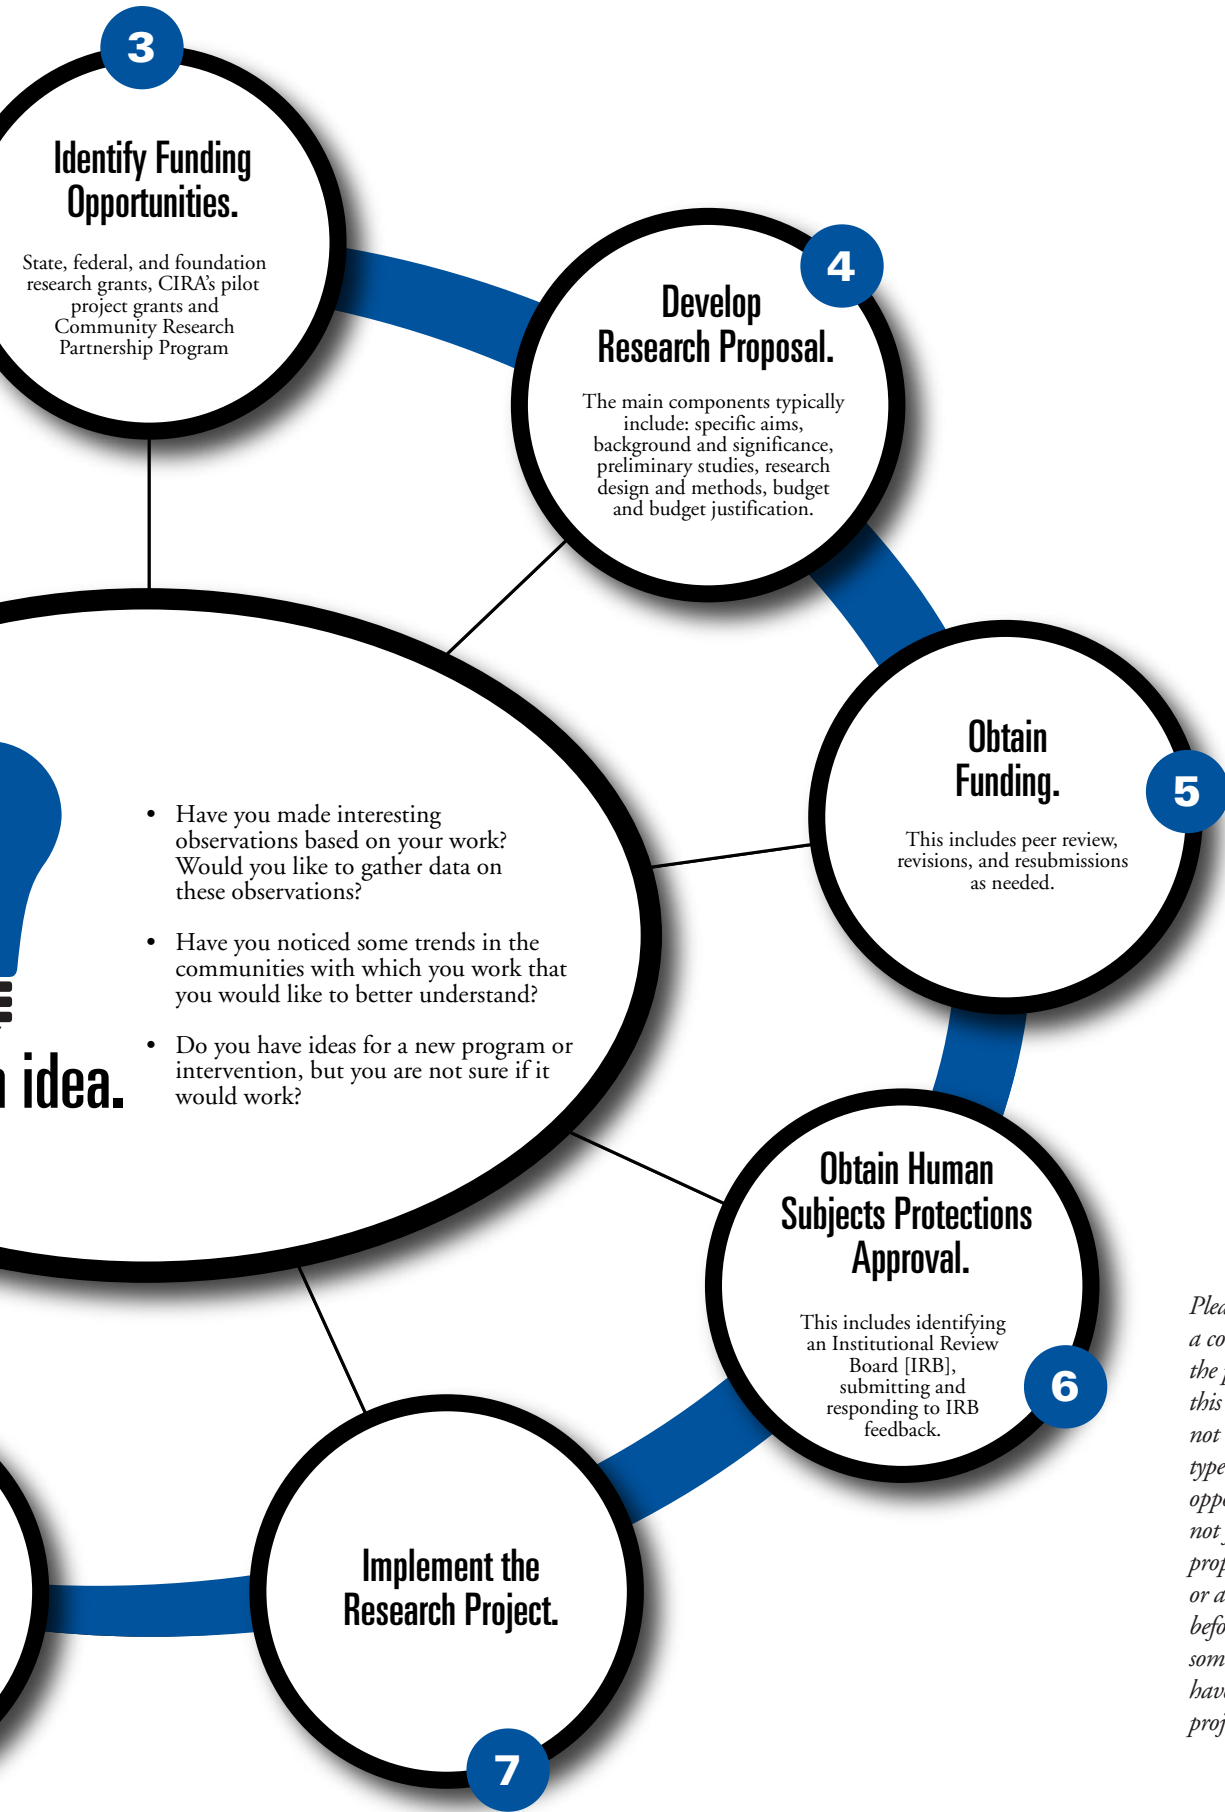 3
Identify Funding
Opportunities.
State, federal, and foundation
research grants, CIRA's pilot
project grants and
Community Research
Partnership Program
4
Develop
Research Proposal.
The main components typically
include: specific aims,
background and significance,
preliminary studies, research
design and methods, budget
and budget justification.
5
Obtain
Funding.
This includes peer review,
revisions, and resubmissions
as needed.
• Have you made interesting
observations based on your work?
Would you like to gather data on
these observations?
• Have you noticed some trends in the
communities with which you work that
you would like to better understand?
• Do you have ideas for a new program or
intervention, but you are not sure if it
would work?
idea.
Obtain Human
Subjects Protections
Approval.
This includes identifying
an Institutional Review
Board [IRB],
submitting and
responding to IRB
feedback.
6
Implement the
Research Project.
7
a
the
this
not
type
not
or